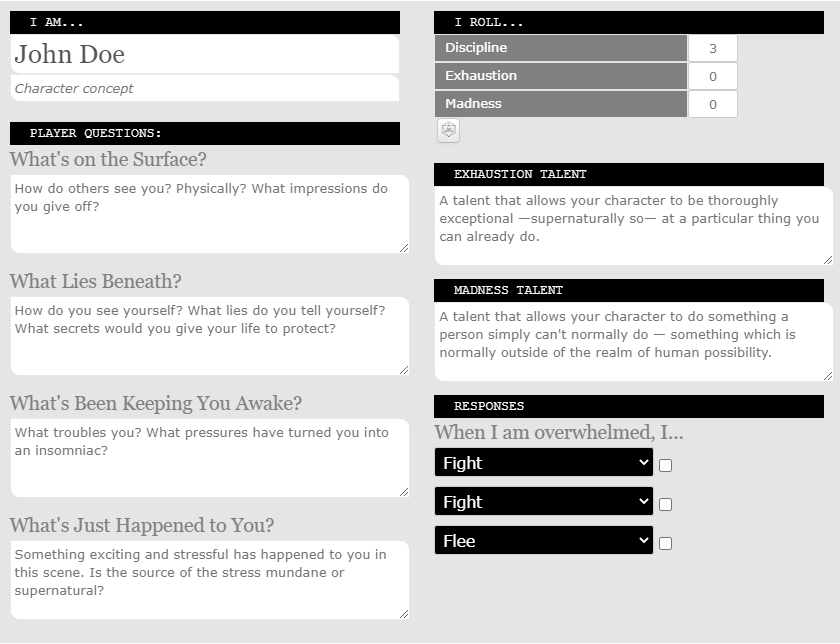 I AM...
John Doe
Character concept
PLAYER QUESTIONS:
What's on the Surface?
How do others see you? Physically? What impressions do
you give off?
What Lies Beneath?
How do you see yourself? What lies do you tell yourself?
What secrets would you give your life to protect?
What's Been Keeping You Awake?
What troubles you? What pressures have turned you into
an insomniac?
What's Just Happened to You?
Something exciting and stressful has happened to you in
this scene. Is the source of the stress mundane or
supernatural?
I ROLL...
Discipline 3
Exhaustion 0
Madness 0
EXHAUSTION TALENT
A talent that allows your character to be thoroughly
exceptional —supernaturally so— at a particular thing you
can already do.
MADNESS TALENT
A talent that allows your character to do something a
person simply can't normally do — something which is
normally outside of the realm of human possibility.
RESPONSES
When I am overwhelmed, I...
Fight
Fight
Flee